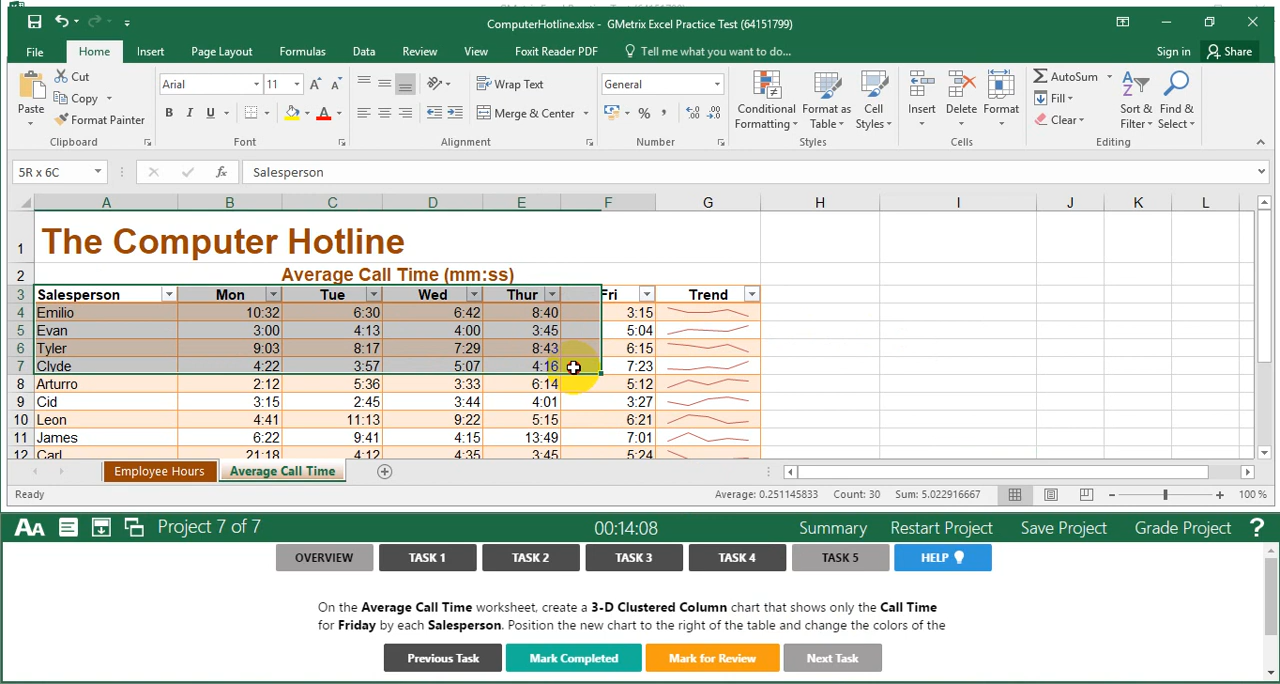 ComputerHotline.xlsx - GMetrix Excel Practice Test (64151799)
File Home Insert Page Layout Formulas Data Review View Foxit Reader PDF Tell me what you want to do... Sign in Share
Paste Cut Copy Format Painter Clipboard
Arial 11 B I U Font
Wrap Text Merge & Center Alignment
General % , Number
Conditional Formatting Format as Table Cell Styles Styles
Insert Delete Format Cells
AutoSum Fill Clear Sort & Filter Find & Select Editing
5R x 6C fx Salesperson
A B C D E F G H I J K L
1 The Computer Hotline
2 Average Call Time (mm:ss)
3 Salesperson Mon Tue Wed Thur Fri Trend
4 Emilio 10:32 6:30 6:42 8:40 3:15
5 Evan 3:00 4:13 4:00 3:45 5:04
6 Tyler 9:03 8:17 7:29 8:43 6:15
7 Clyde 4:22 3:57 5:07 4:16 7:23
8 Arturro 2:12 5:36 3:33 6:14 5:12
9 Cid 3:15 2:45 3:44 4:01 3:27
10 Leon 4:41 11:13 9:22 5:15 6:21
11 James 6:22 9:41 4:15 13:49 7:01
12 Carl 21:18 4:12 4:35 3:45 5:24
Employee Hours Average Call Time
Ready Average: 0.251145833 Count: 30 Sum: 5.022916667 100 %
AA Project 7 of 7 00:14:08 Summary Restart Project Save Project Grade Project ?
OVERVIEW TASK 1 TASK 2 TASK 3 TASK 4 TASK 5 HELP
On the Average Call Time worksheet, create a 3-D Clustered Column chart that shows only the Call Time
for Friday by each Salesperson. Position the new chart to the right of the table and change the colors of the
Previous Task Mark Completed Mark for Review Next Task